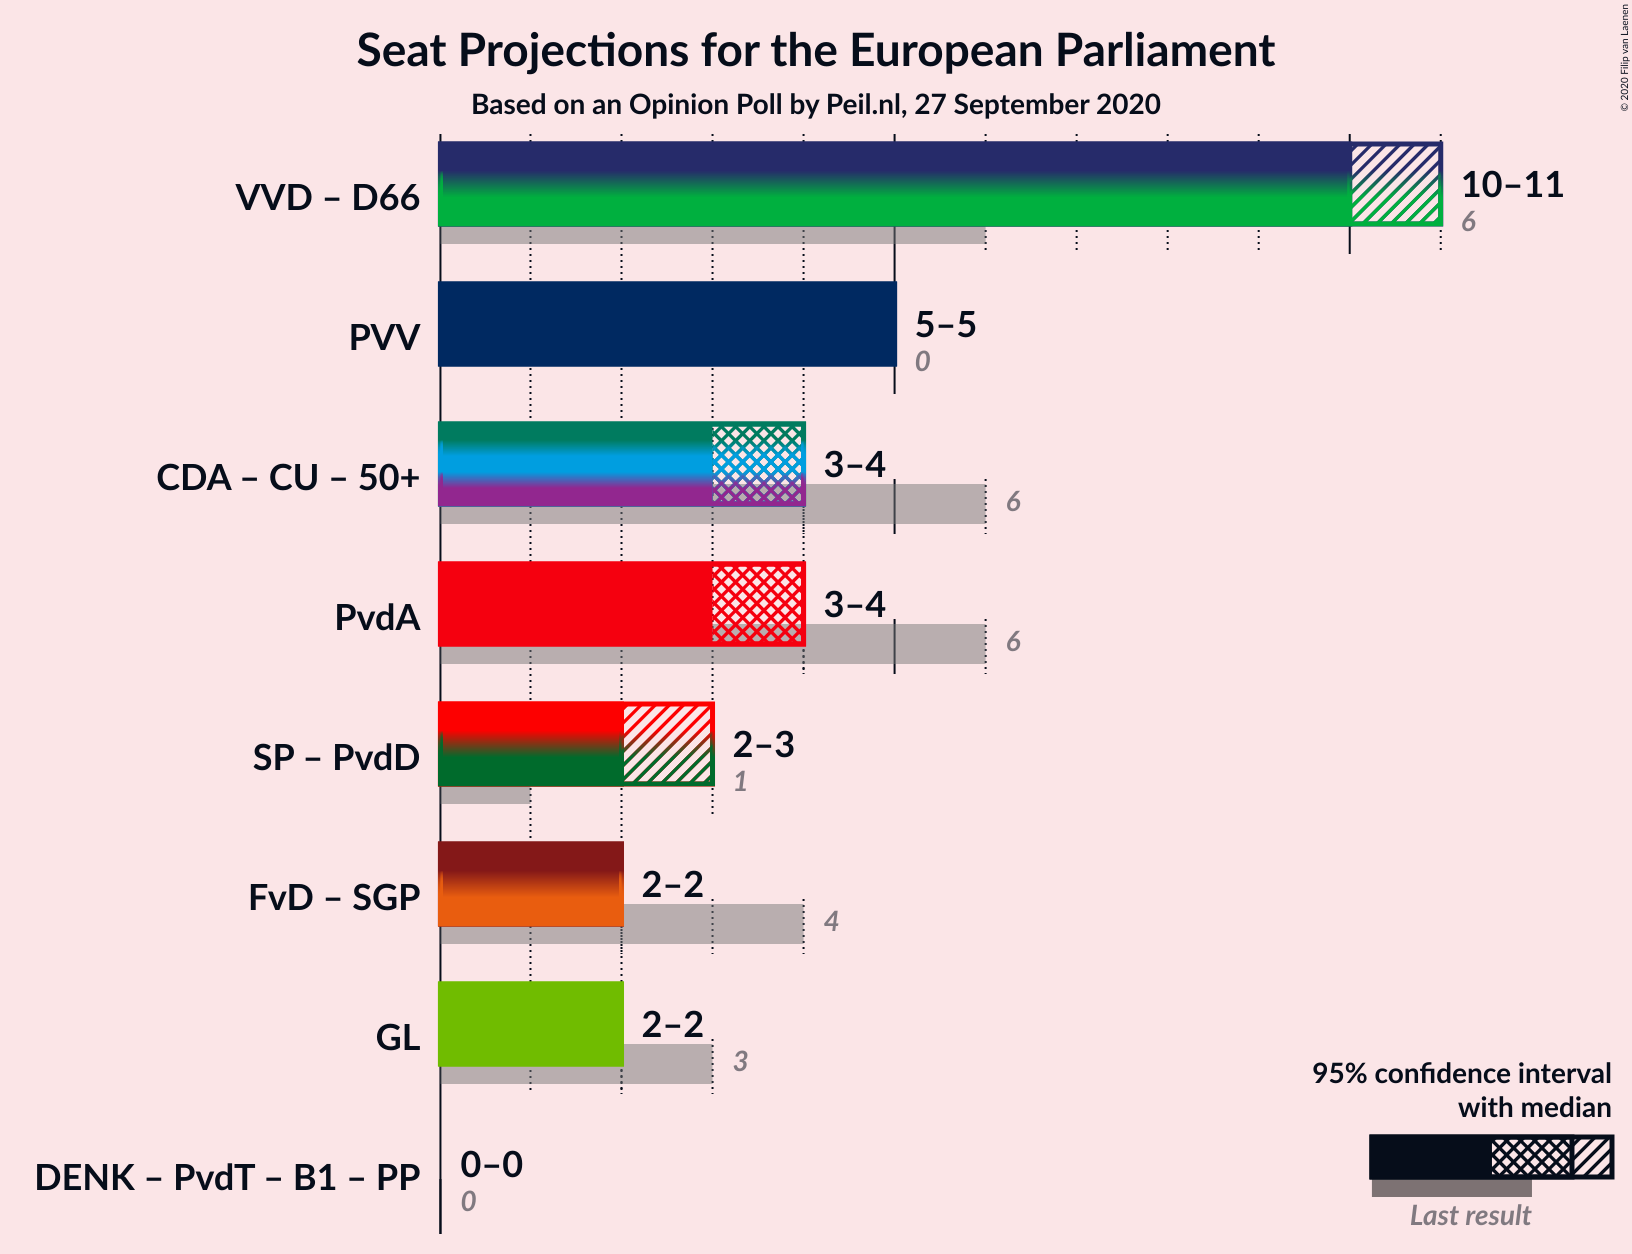 Seat Projections for the European Parliament
Based on an Opinion Poll by Peil.nl, 27 September 2020
© 2020 Filip van Laenen
VVD – D66
10–11
6
PVV
5–5
0
CDA – CU – 50+
3–4
6
PvdA
3–4
6
SP – PvdD
2–3
1
FvD – SGP
2–2
4
GL
2–2
3
DENK – PvdT – B1 – PP
0–0
0
95% confidence interval
with median
Last result